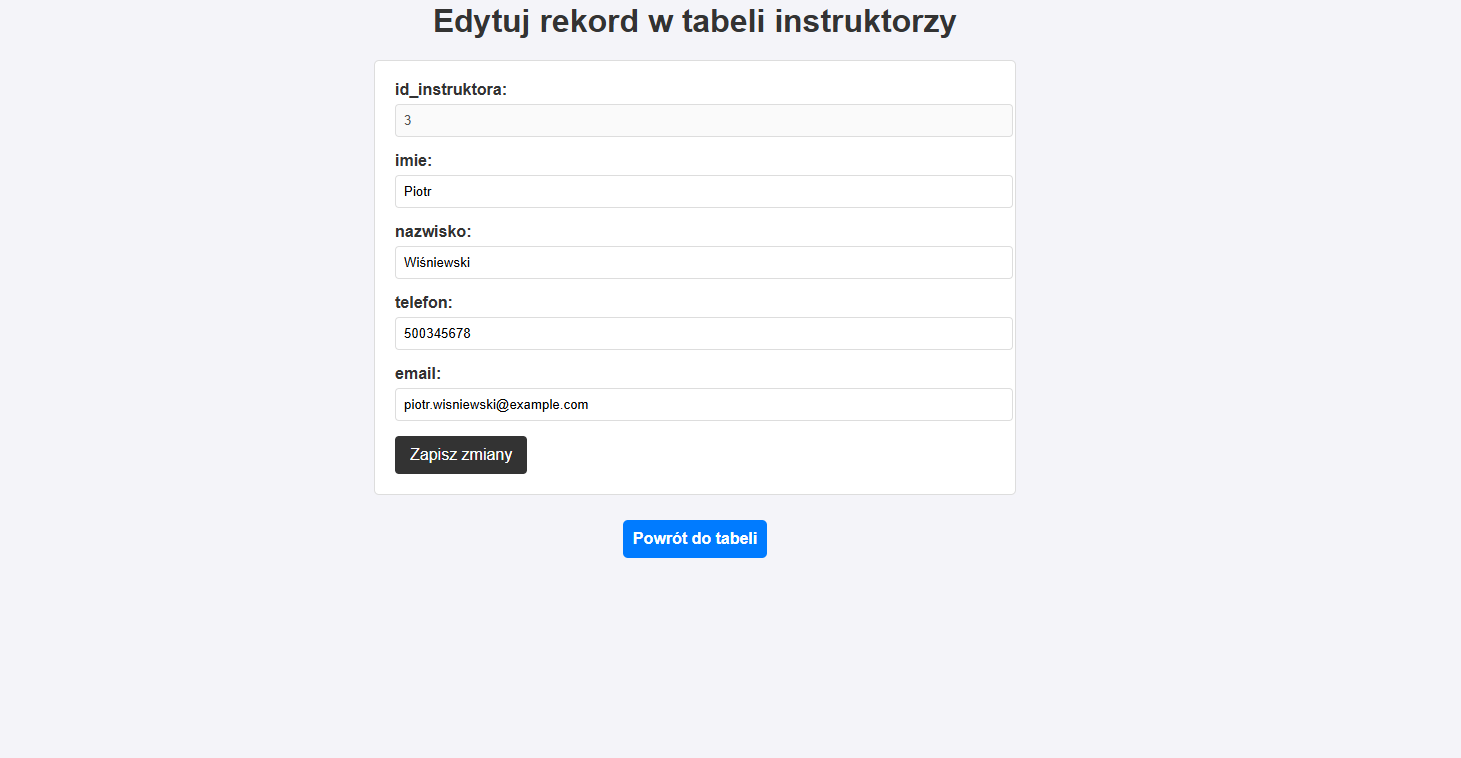 Edytuj rekord w tabeli instruktorzy
id_instruktora:
3
imie:
Piotr
nazwisko:
Wiśniewski
telefon:
500345678
email:
piotr.wisniewski@example.com
Zapisz zmiany
Powrót do tabeli